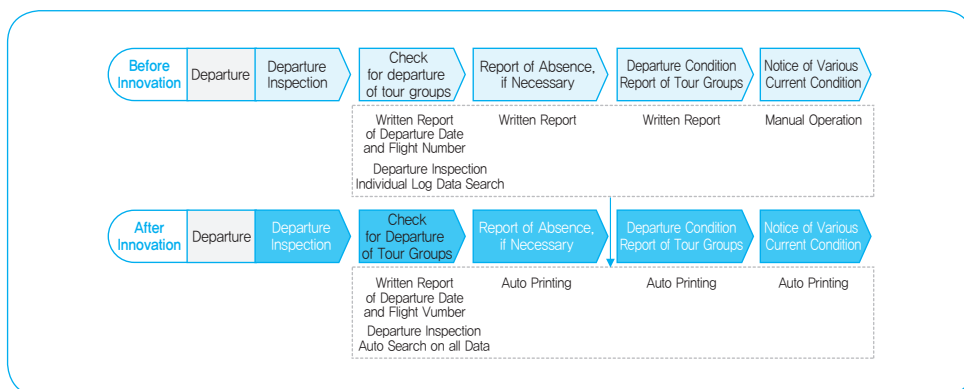 Before
Innovation
Departure
Departure
Inspection
Check
for departure
of tour groups
Report of Absence,
if Necessary
Departure Condition
Report of Tour Groups
Notice of Various
Current Condition
Written Report
of Departure Date
and Flight Number
Departure Inspection
Individual Log Data Search
Written Report
Written Report
Manual Operation
After
Innovation
Departure
Departure
Inspection
Check
for Departure
of Tour Groups
Report of Absence,
if Necessary
Departure Condition
Report of Tour Groups
Notice of Various
Current Condition
Written Report
of Departure Date
and Flight Vumber
Departure Inspection
Auto Search on all Data
Auto Printing
Auto Printing
Auto Printing